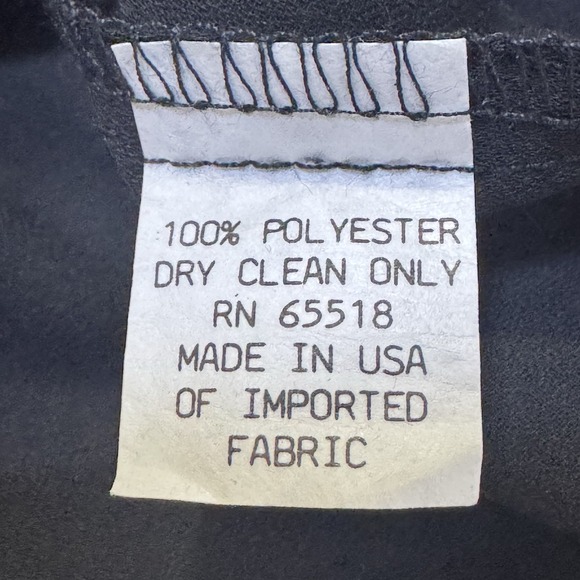 100% POLYESTER
DRY CLEAN ONLY
RN 65518
MADE IN USA
OF IMPORTED
FABRIC